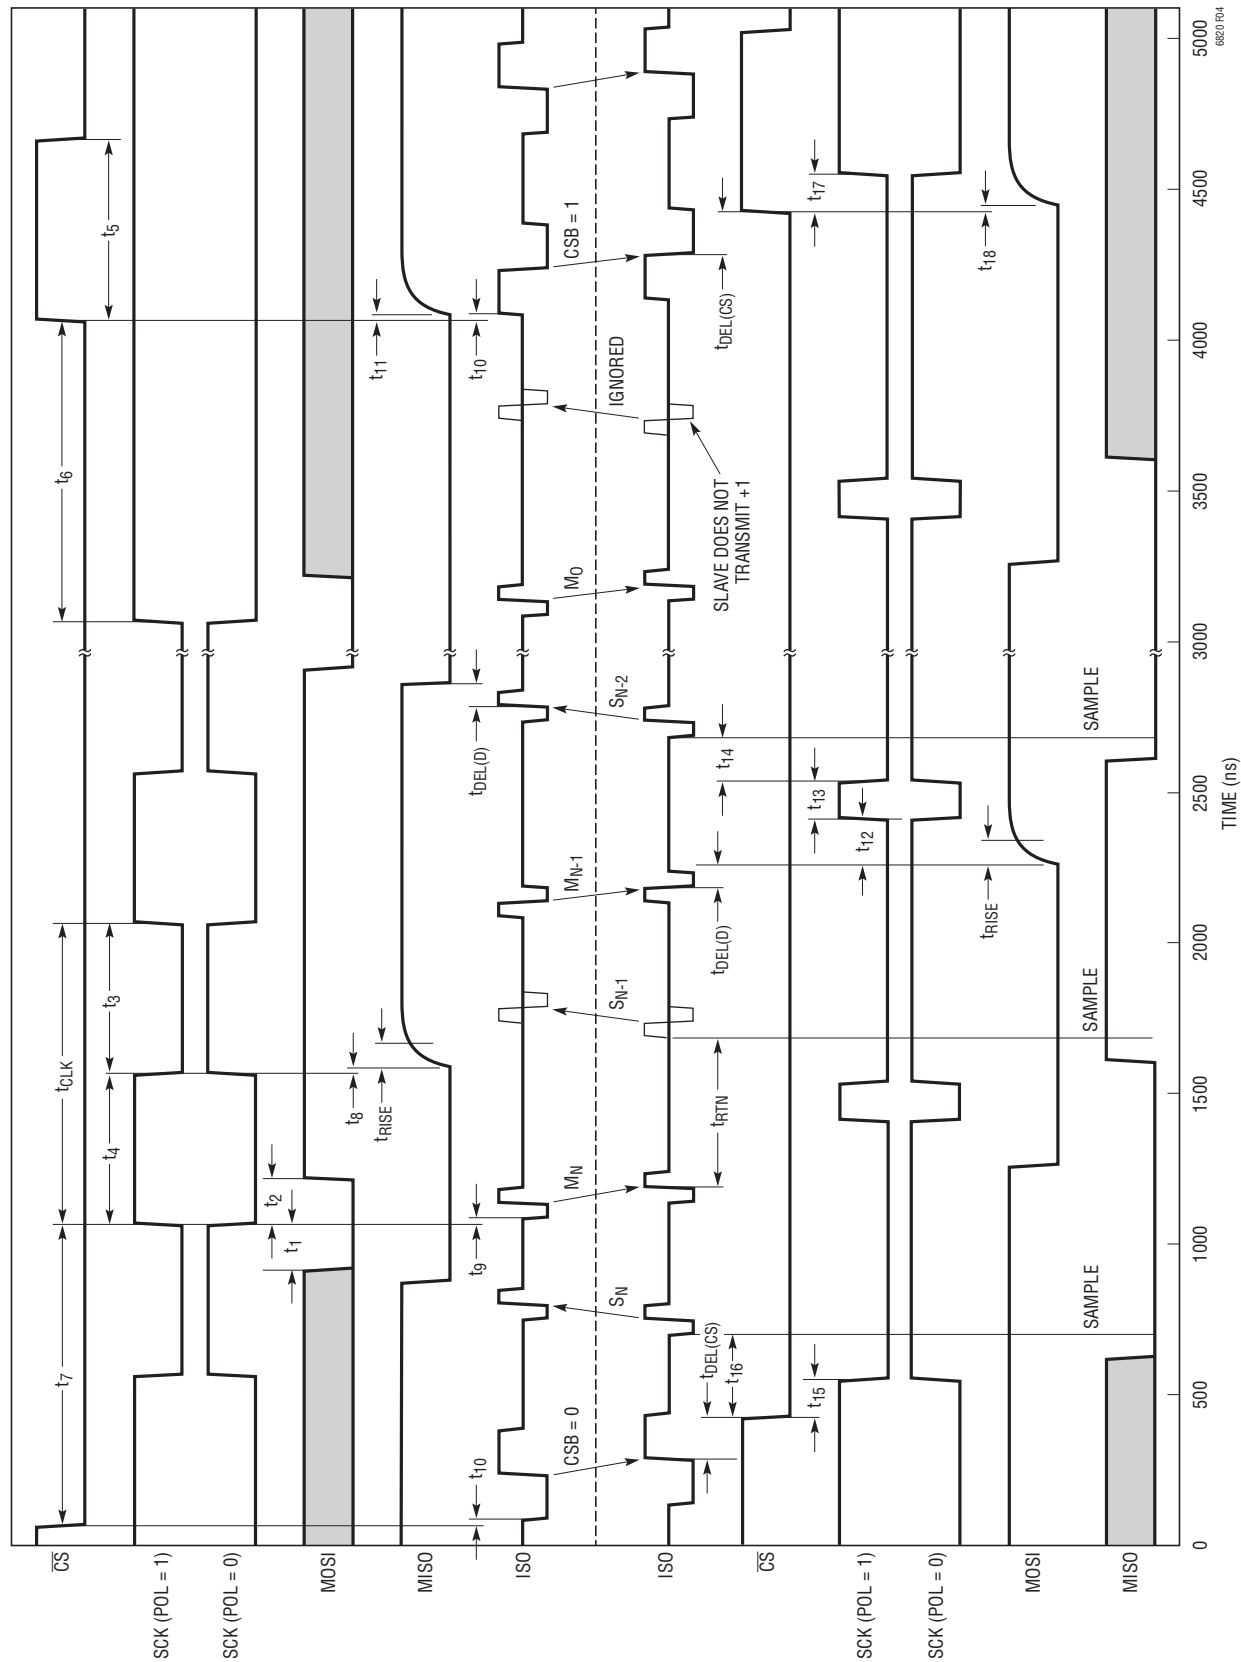 CS
t7
t6
t5
SCK (POL = 1)
tCLK
t4
t3
SCK (POL = 0)
t1
t2
MOSI
t8
tRISE
t11
MISO
t10
t9
tDEL(D)
t10
ISO
CSB = 0
SN
MN
SN-1
MN-1
SN-2
M0
IGNORED
CSB = 1
ISO
tDEL(CS)
t16
tRTN
tDEL(D)
t14
SLAVE DOES NOT
TRANSMIT +1
tDEL(CS)
CS
t15
t12
t13
t17
SCK (POL = 1)
SCK (POL = 0)
tRISE
t18
MOSI
SAMPLE
SAMPLE
SAMPLE
MISO
0
500
1000
1500
2000
2500
3000
3500
4000
4500
5000
TIME (ns)
6820 F04